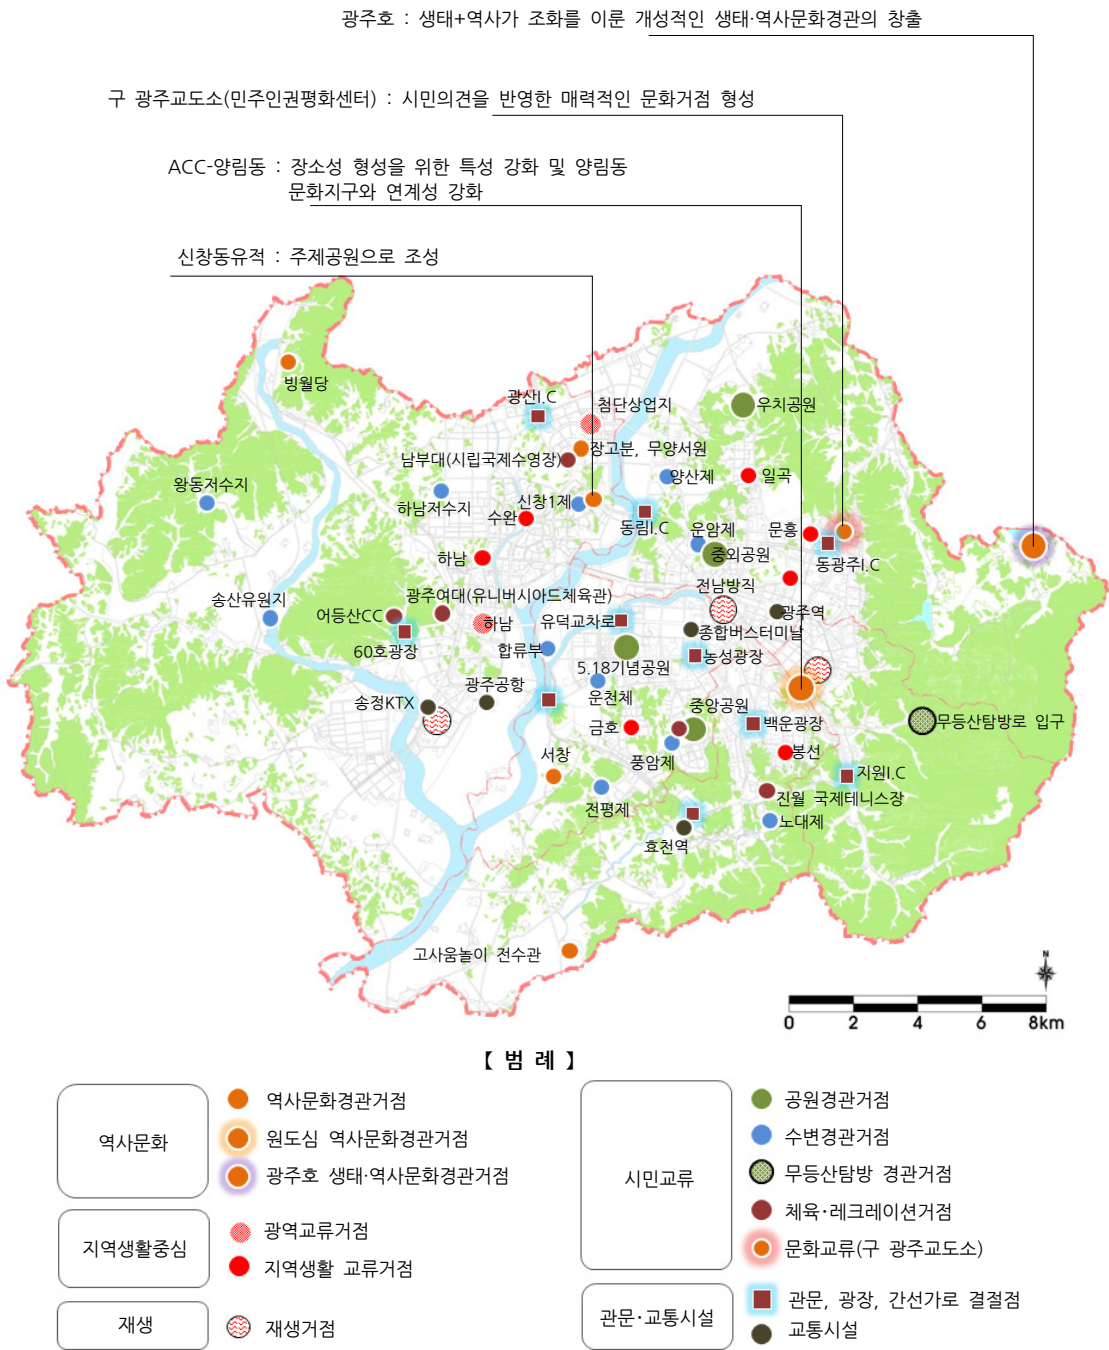 광주호 : 생태+역사가 조화를 이룬 개성적인 생태·역사문화경관의 창출
구 광주교도소(민주인권평화센터) : 시민의견을 반영한 매력적인 문화거점 형성
ACC-양림동 : 장소성 형성을 위한 특성 강화 및 양림동
문화지구와 연계성 강화
신창동유적 : 주제공원으로 조성
빙월당
광산I.C
첨단상업지
우치공원
장고분, 무양서원
남부대(시립국제수영장)
양산제
일곡
왕동저수지
하남저수지
신창1제
수완
동림I.C
운암제
문흥
중외공원
동광주I.C
하남
전남방직
송산유원지
광주여대(유니버시아드체육관)
어등산CC
하남
유덕교차로
광주역
종합버스터미날
60호광장
합류부
농성광장
5.18기념공원
광주공항
운천체
송정KTX
중앙공원
금호
백운광장
무등산탐방로 입구
서창
풍암제
봉선
지원I.C
전평제
진월 국제테니스장
노대제
효천역
고사움놀이 전수관
N
0 2 4 6 8km
【 범 례 】
역사문화
역사문화경관거점
원도심 역사문화경관거점
광주호 생태·역사문화경관거점
지역생활중심
광역교류거점
지역생활 교류거점
재생
재생거점
시민교류
공원경관거점
수변경관거점
무등산탐방 경관거점
체육·레크레이션거점
문화교류(구 광주교도소)
관문·교통시설
관문, 광장, 간선가로 결절점
교통시설